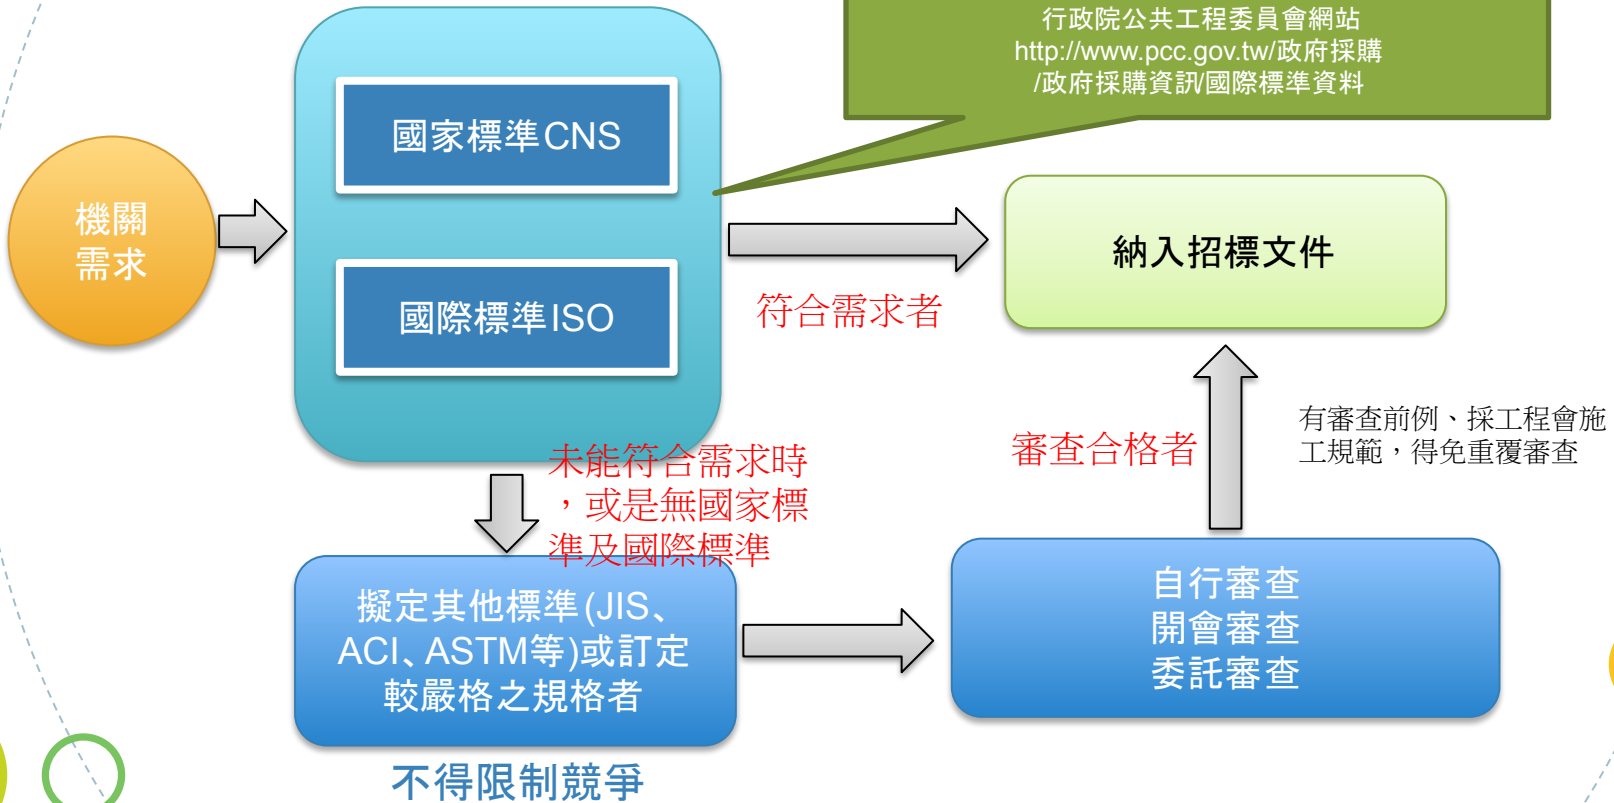 行政院公共工程委員會網站
http://www.pcc.gov.tw/政府採購
/政府採購資訊/國際標準資料
國家標準CNS
機關
需求
國際標準ISO
符合需求者
納入招標文件
未能符合需求時
，或是無國家標
準及國際標準
審查合格者
有審查前例、採工程會施
工規範，得免重覆審查
擬定其他標準(JIS、
ACI、ASTM等)或訂定
較嚴格之規格者
自行審查
開會審查
委託審查
不得限制競爭